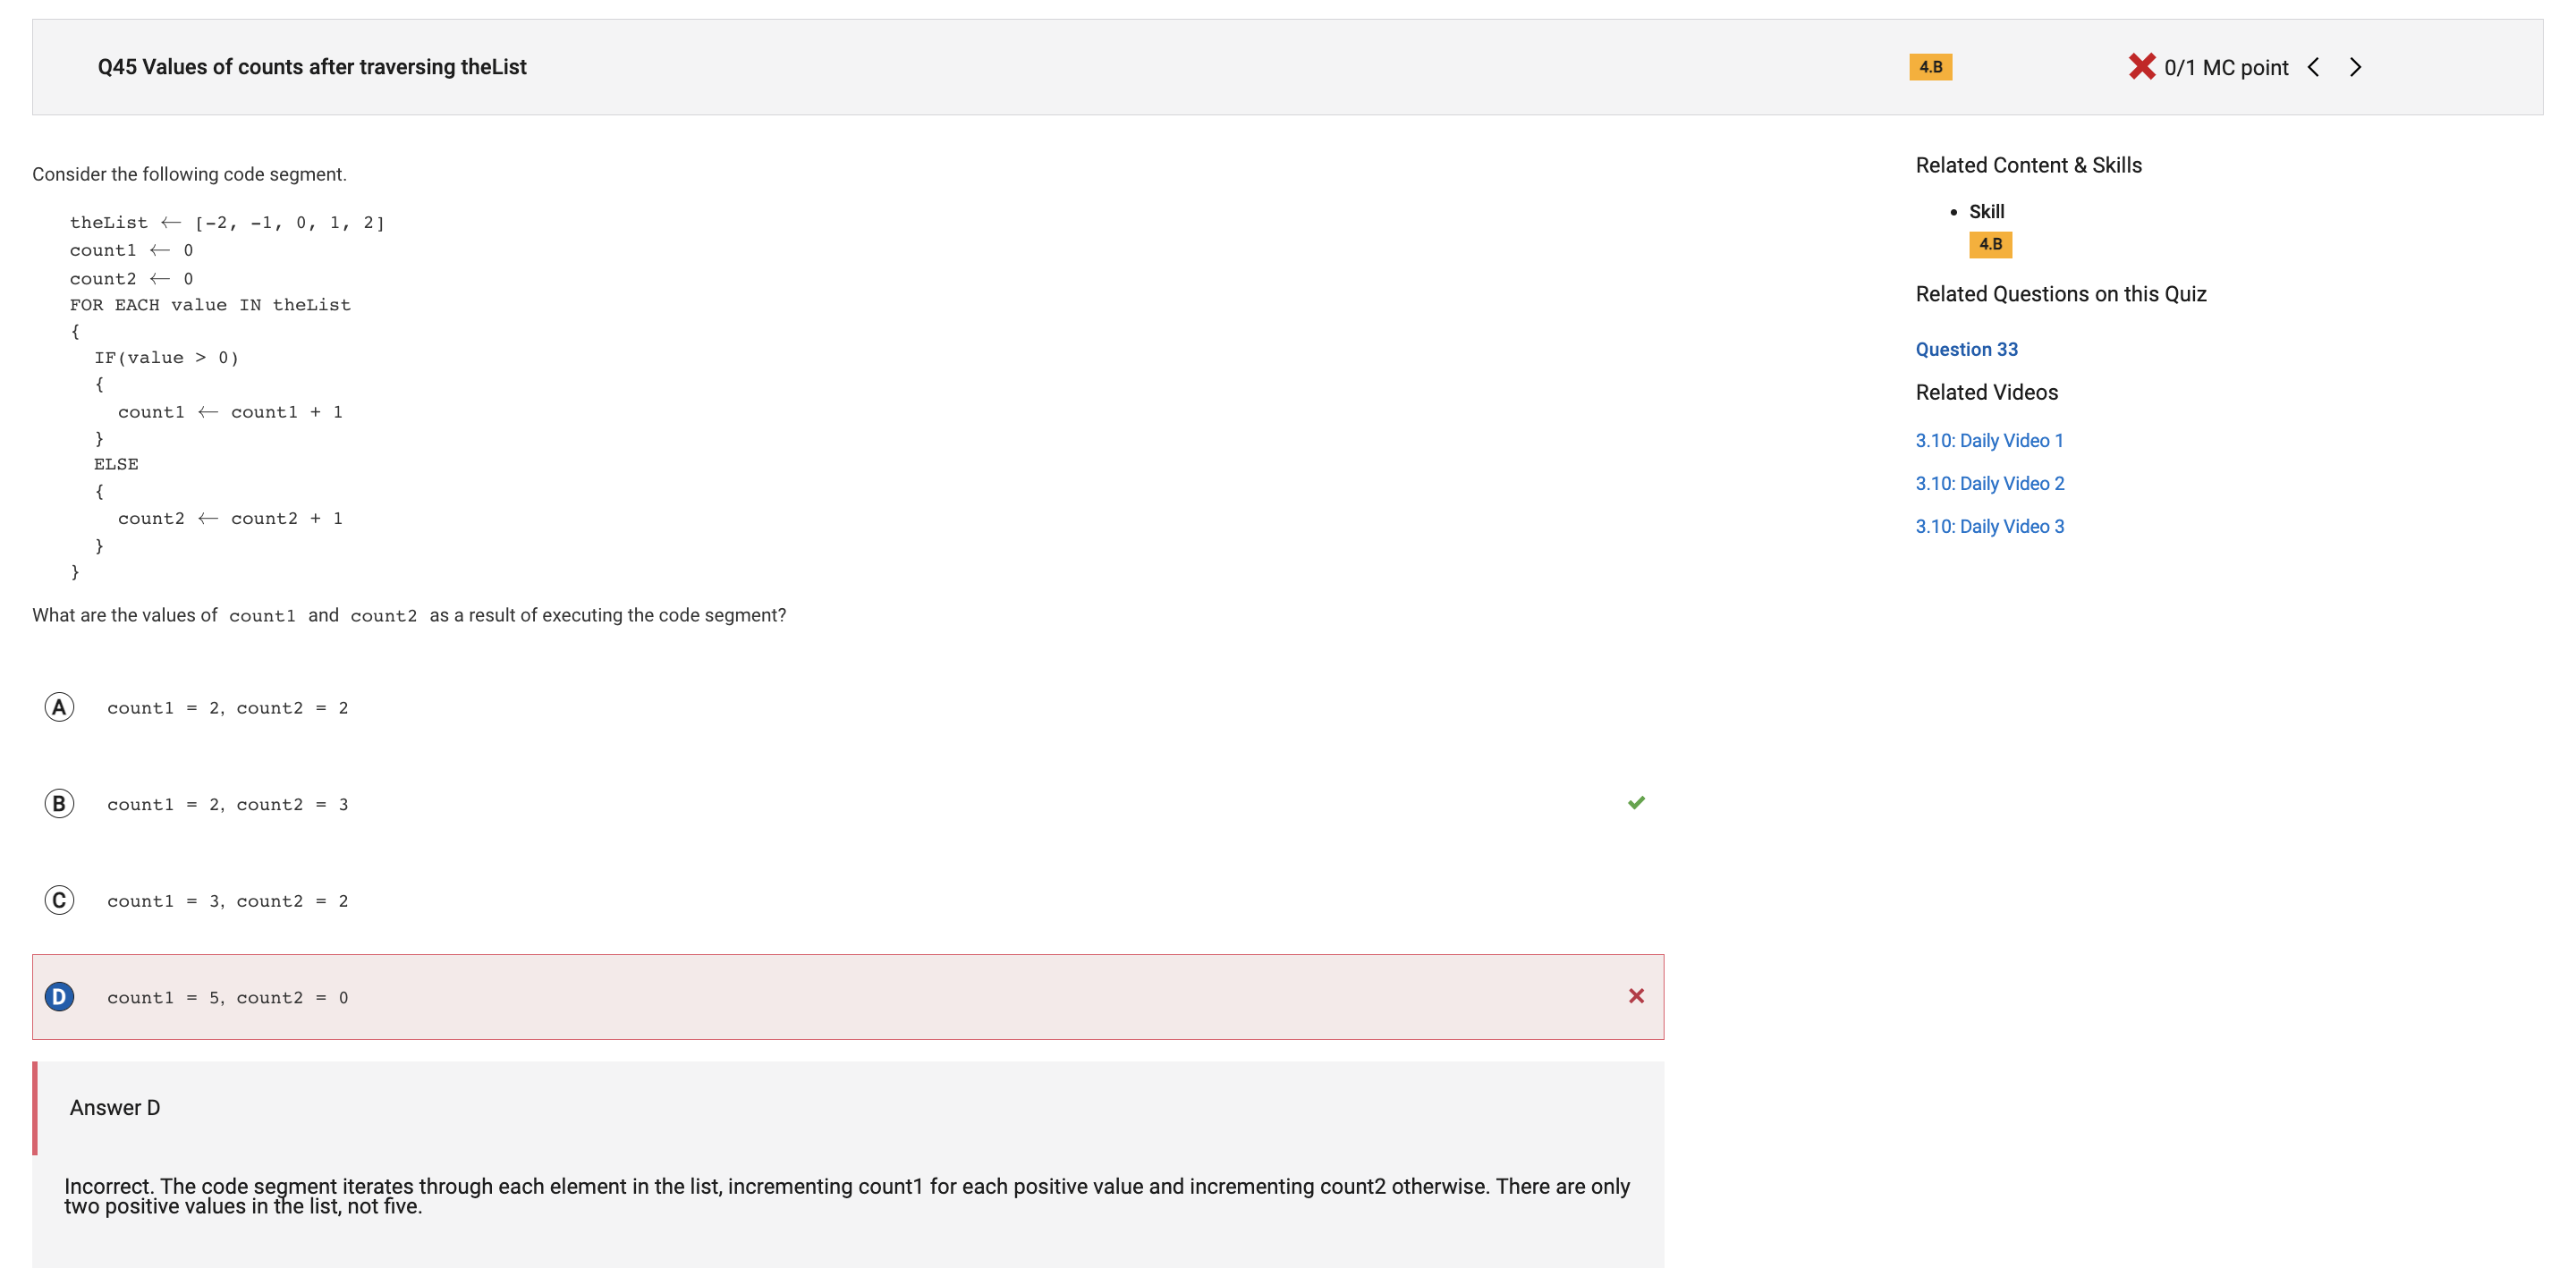 Q45 Values of counts after traversing theList
4.B
0/1 MC point
Consider the following code segment.
theList ← [-2, -1, 0, 1, 2]
count1 ← 0
count2 ← 0
FOR EACH value IN theList
{
IF(value > 0)
{
count1 ← count1 + 1
}
ELSE
{
count2 ← count2 + 1
}
}
What are the values of count1 and count2 as a result of executing the code segment?
A count1 = 2, count2 = 2
B count1 = 2, count2 = 3
C count1 = 3, count2 = 2
D count1 = 5, count2 = 0
Answer D
Incorrect. The code segment iterates through each element in the list, incrementing count1 for each positive value and incrementing count2 otherwise. There are only
two positive values in the list, not five.
Related Content & Skills
• Skill
4.B
Related Questions on this Quiz
Question 33
Related Videos
3.10: Daily Video 1
3.10: Daily Video 2
3.10: Daily Video 3